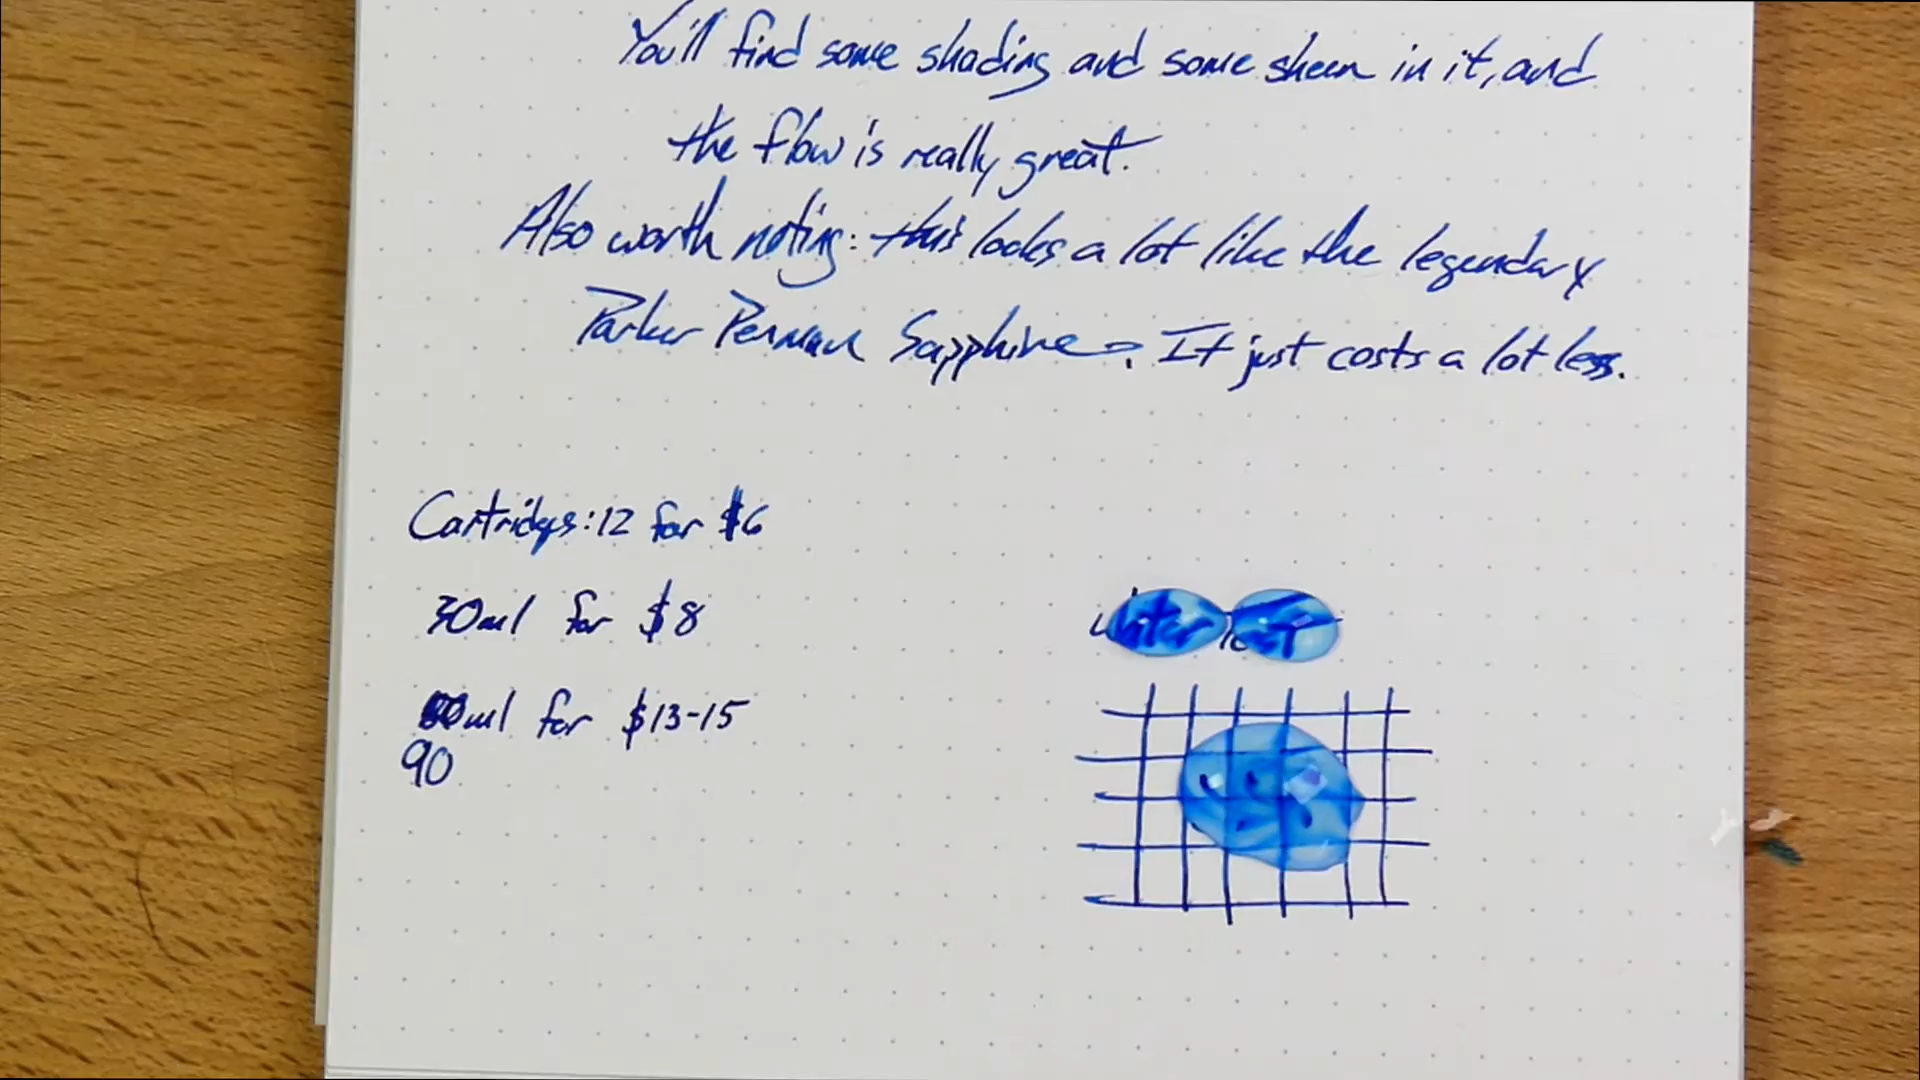 You'll find some shading and some sheen in it, and
the flow is really great.
Also worth noting: this looks a lot like the legendary
Parker Penman Sapphire. It just costs a lot less.
Cartridges: 12 for $6
30ml for $8
ml for $13-15
90
Water Test